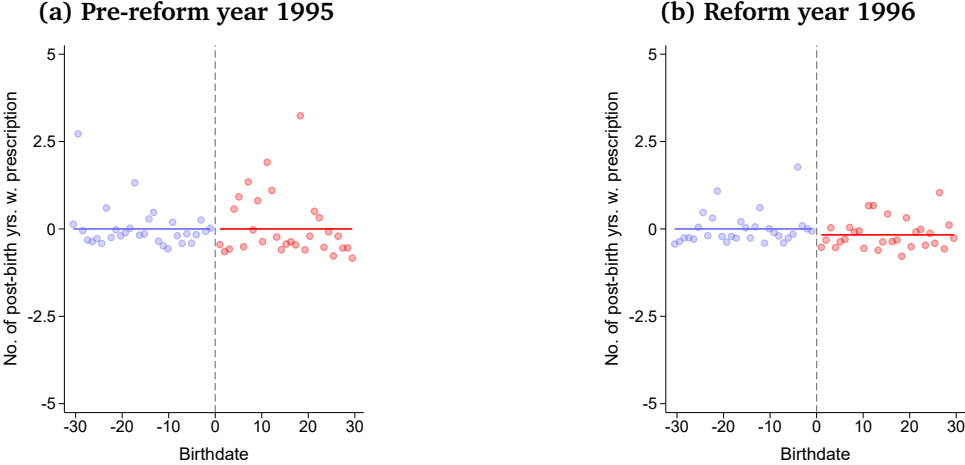 (a) Pre-reform year 1995
No. of post-birth yrs. w. prescription
5
2.5
0
-2.5
-5
-30 -20 -10 0 10 20 30
Birthdate
(b) Reform year 1996
No. of post-birth yrs. w. prescription
5
2.5
0
-2.5
-5
-30 -20 -10 0 10 20 30
Birthdate